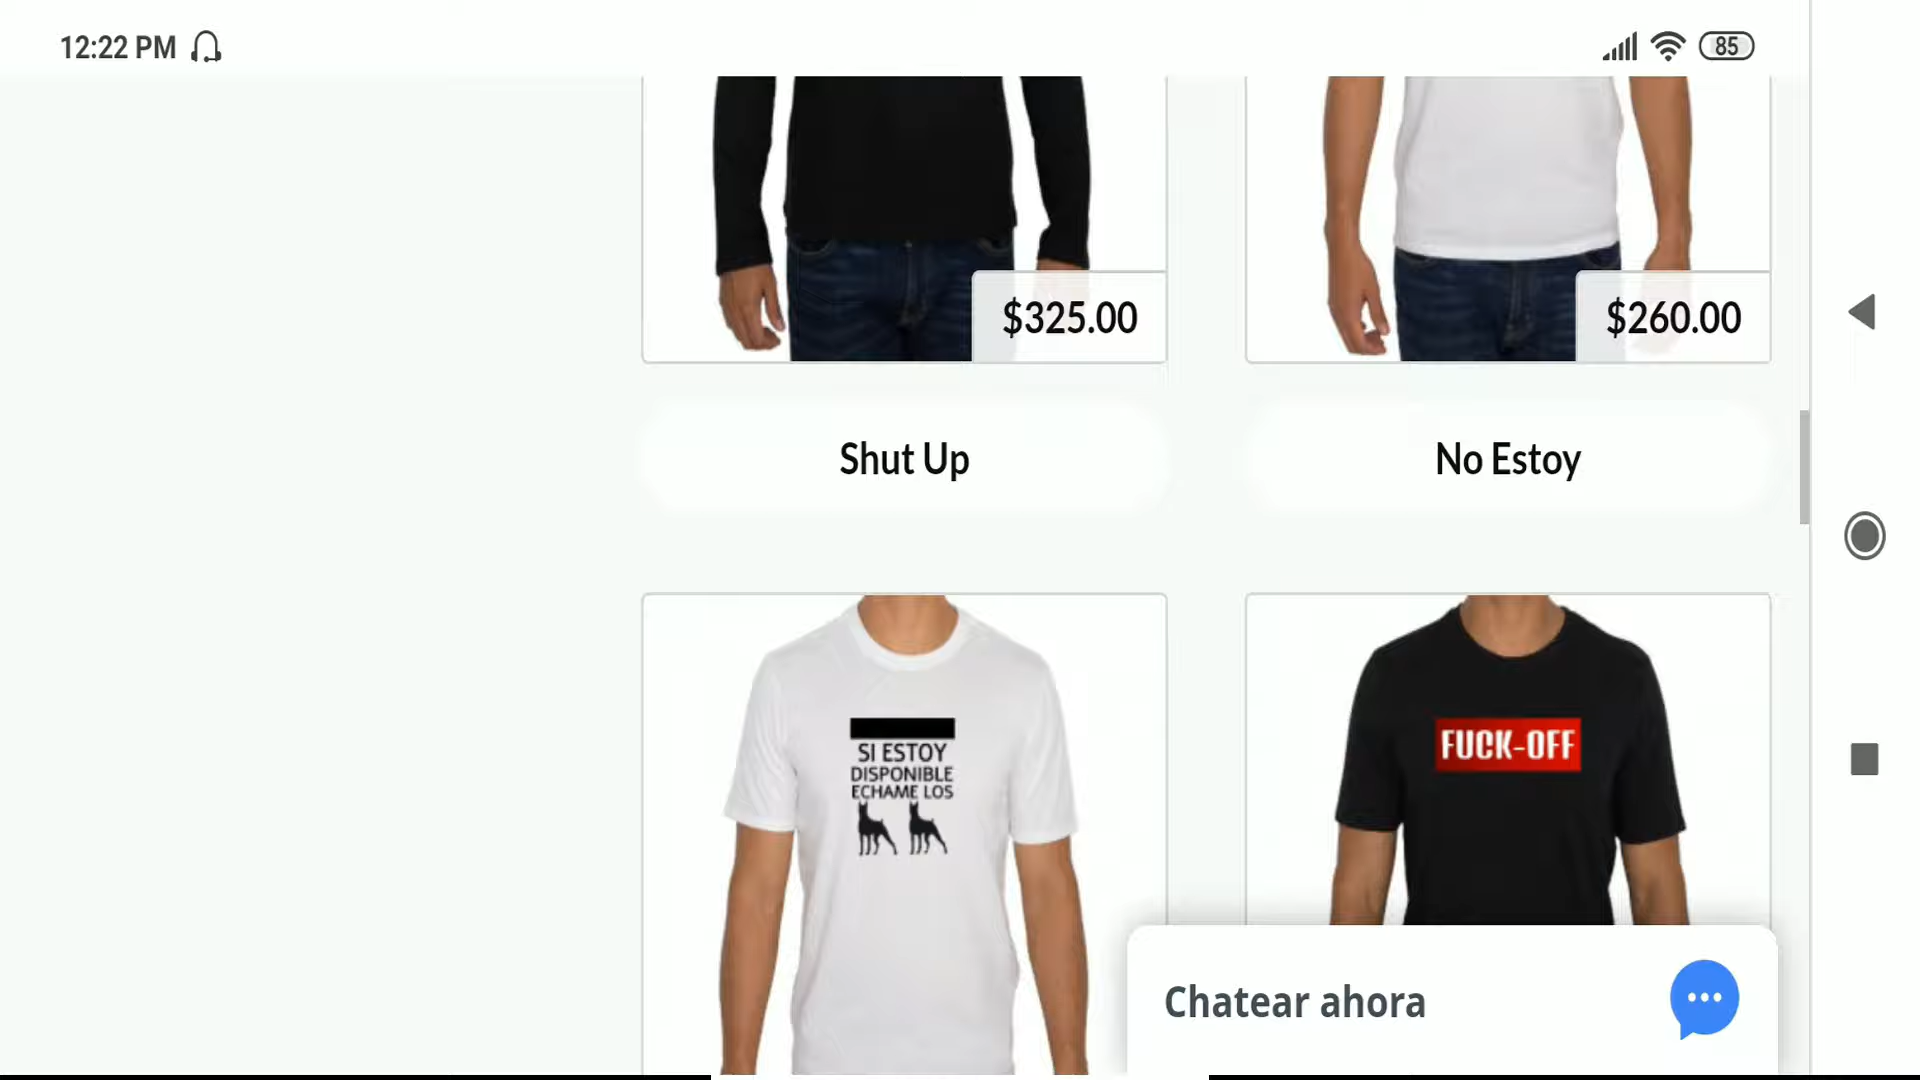 12:22 PM
85
$325.00
$260.00
Shut Up
No Estoy
SI ESTOY
DISPONIBLE
ECHAME LOS
FUCK-OFF
Chatear ahora